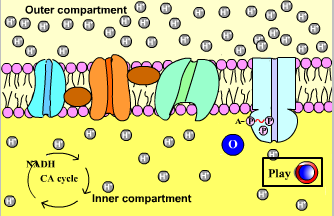 Outer compartment
H+ H+ H+ H+ H+ H+ H+ H+ H+ H+
H+ H+ H+ H+ H+ H+ H+ H+ H+ H+
H+ H+ H+ H+ H+ H+ H+ H+
A– P P
P
H+ H+ H+ H+ H+
O
H+ H+ H+
NADH
CA cycle
Play
H+ H+ H+
Inner compartment
H+ H+ H+ H+